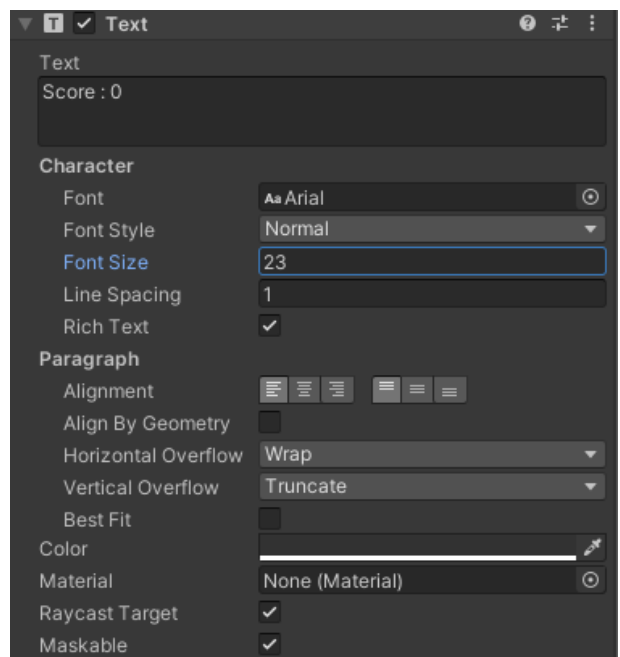 Text
Text
Score : 0
Character
Font Aa Arial
Font Style Normal
Font Size 23
Line Spacing 1
Rich Text
Paragraph
Alignment
Align By Geometry
Horizontal Overflow Wrap
Vertical Overflow Truncate
Best Fit
Color
Material None (Material)
Raycast Target
Maskable